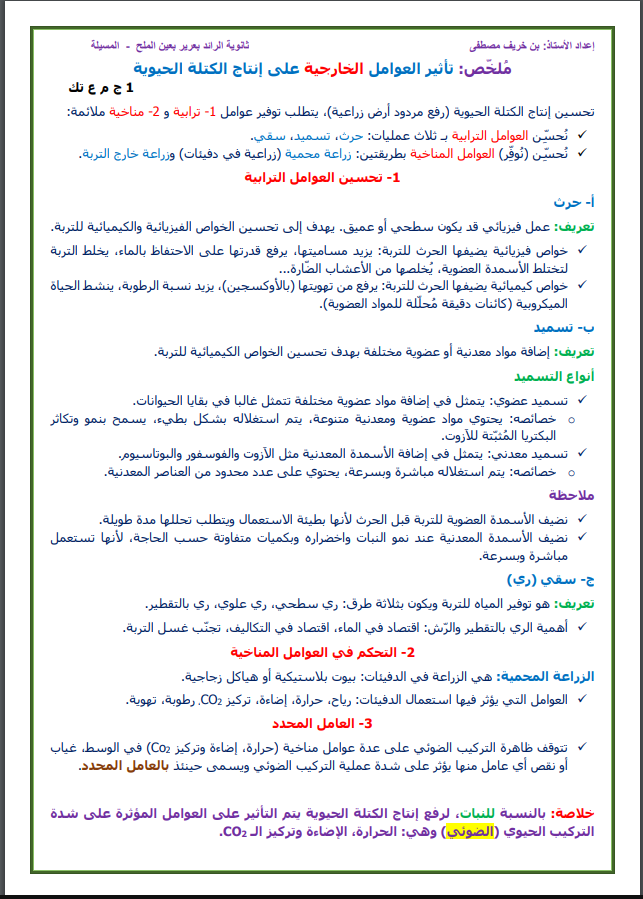 إعداد الأستاذ: بن خريف مصطفى
ثانوية الرائد بعرير بعين الملح - المسيلة
مُلخّص: تأثير العوامل الخارجية على إنتاج الكتلة الحيوية
1 ج م ع تك
تحسين إنتاج الكتلة الحيوية (رفع مردود أرض زراعية)، يتطلب توفير عوامل 1- ترابية و 2- مناخية ملائمة:
✓ نُحسّين العوامل الترابية بـ ثلاث عمليات: حرث، تسميد، سقي.
✓ نُحسّين (نُوفّر) العوامل المناخية بطريقتين: زراعة محمية (زراعية في دفيئات) وزراعة خارج التربة.
1- تحسين العوامل الترابية
أ- حرث
تعريف: عمل فيزيائي قد يكون سطحي أو عميق. يهدف إلى تحسين الخواص الفيزيائية والكيميائية للتربة.
✓ خواص فيزيائية يضيفها الحرث للتربة: يزيد مساميتها، يرفع قدرتها على الاحتفاظ بالماء، يخلط التربة
لتختلط الأسمدة العضوية، يُخلصها من الأعشاب الضّارة...
✓ خواص كيميائية يضيفها الحرث للتربة: يرفع من تهويتها (بالأوكسجين)، يزيد نسبة الرطوبة، ينشط الحياة
الميكروبية (كائنات دقيقة مُحلّلة للمواد العضوية).
ب- تسميد
تعريف: إضافة مواد معدنية أو عضوية مختلفة بهدف تحسين الخواص الكيميائية للتربة.
أنواع التسميد
✓ تسميد عضوي: يتمثل في إضافة مواد عضوية مختلفة تتمثل غالبا في بقايا الحيوانات.
o خصائصه: يحتوي مواد عضوية ومعدنية متنوعة، يتم استغلاله بشكل بطيء، يسمح بنمو وتكاثر
البكتريا المُثبّتة للآزوت.
✓ تسميد معدني: يتمثل في إضافة الأسمدة المعدنية مثل الآزوت والفوسفور والبوتاسيوم.
o خصائصه: يتم استغلاله مباشرة وبسرعة، يحتوي على عدد محدود من العناصر المعدنية.
ملاحظة
✓ نضيف الأسمدة العضوية للتربة قبل الحرث لأنها بطيئة الاستعمال ويتطلب تحللها مدة طويلة.
✓ نضيف الأسمدة المعدنية عند نمو النبات واخضراره وبكميات متفاوتة حسب الحاجة، لأنها تستعمل
مباشرة وبسرعة.
ج- سقي (ري)
تعريف: هو توفير المياه للتربة ويكون بثلاثة طرق: ري سطحي، ري علوي، ري بالتقطير.
✓ أهمية الري بالتقطير والرّش: اقتصاد في الماء، اقتصاد في التكاليف، تجنّب غسل التربة.
2- التحكم في العوامل المناخية
الزراعة المحمية: هي الزراعة في الدفيئات: بيوت بلاستيكية أو هياكل زجاجية.
✓ العوامل التي يؤثر فيها استعمال الدفيئات: رياح، حرارة، إضاءة، تركيز CO2، رطوبة، تهوية.
3- العامل المحدد
✓ تتوقف ظاهرة التركيب الضوئي على عدة عوامل مناخية (حرارة، إضاءة وتركيز Co2) في الوسط، غياب
أو نقص أي عامل منها يؤثر على شدة عملية التركيب الضوئي ويسمى حينئذ بالعامل المحدد.
خلاصة: بالنسبة للنبات، لرفع إنتاج الكتلة الحيوية يتم التأثير على العوامل المؤثرة على شدة
التركيب الحيوي (الضوئي) وهي: الحرارة، الإضاءة وتركيز الـ CO2.